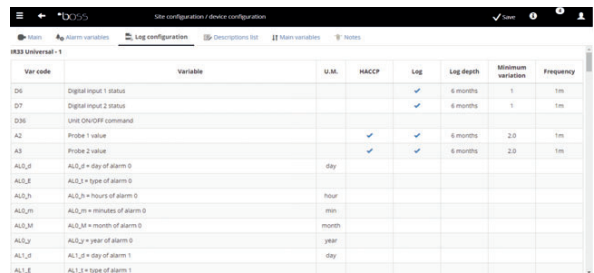 boss Site configuration / device configuration Save 0
Main Alarm variables Log configuration Descriptions list Main variables Notes
IR33 Universal - 1
Var code Variable U.M. HACCP Log Log depth Minimum variation Frequency
D6 Digital input 1 status 6 months 1 1m
D7 Digital input 2 status 6 months 1 1m
D36 Unit ON/OFF command
A2 Probe 1 value 6 months 2.0 1m
A3 Probe 2 value 6 months 2.0 1m
AL0_d AL0_d = day of alarm 0 day
AL0_E AL0_t = type of alarm 0
AL0_h AL0_h = hours of alarm 0 hour
AL0_m AL0_m = minutes of alarm 0 min
AL0_M AL0_M = month of alarm 0 month
AL0_y AL0_y = year of alarm 0 year
AL1_d AL1_d = day of alarm 1 day
AL1_E AL1_t = type of alarm 1